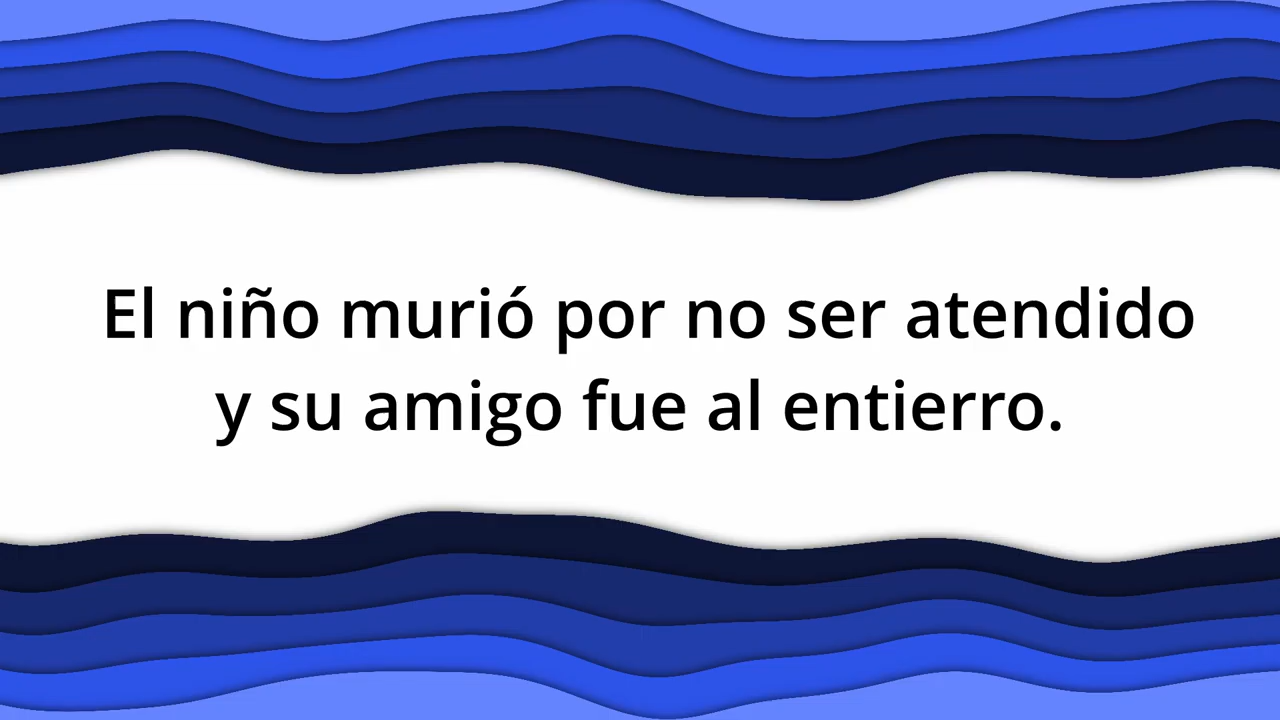 El niño murió por no ser atendido
y su amigo fue al entierro.